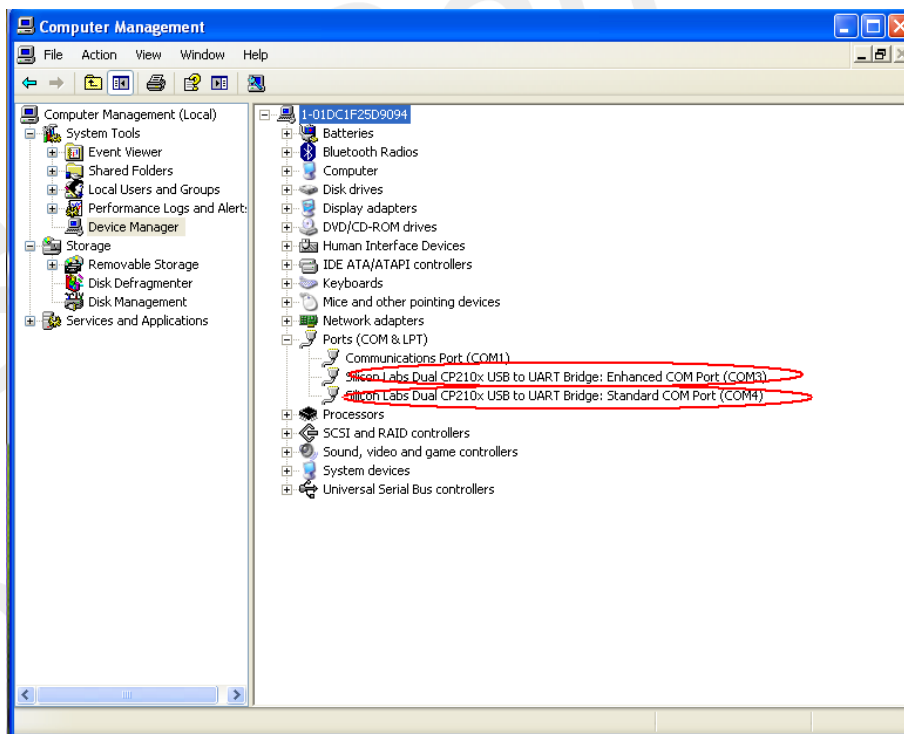 Computer Management
File Action View Window Help
Computer Management (Local)
System Tools
Event Viewer
Shared Folders
Local Users and Groups
Performance Logs and Alert:
Device Manager
Storage
Removable Storage
Disk Defragmenter
Disk Management
Services and Applications
1-01DC1F25D9094
Batteries
Bluetooth Radios
Computer
Disk drives
Display adapters
DVD/CD-ROM drives
Human Interface Devices
IDE ATA/ATAPI controllers
Keyboards
Mice and other pointing devices
Network adapters
Ports (COM & LPT)
Communications Port (COM1)
Silicon Labs Dual CP210x USB to UART Bridge: Enhanced COM Port (COM3)
Silicon Labs Dual CP210x USB to UART Bridge: Standard COM Port (COM4)
Processors
SCSI and RAID controllers
Sound, video and game controllers
System devices
Universal Serial Bus controllers